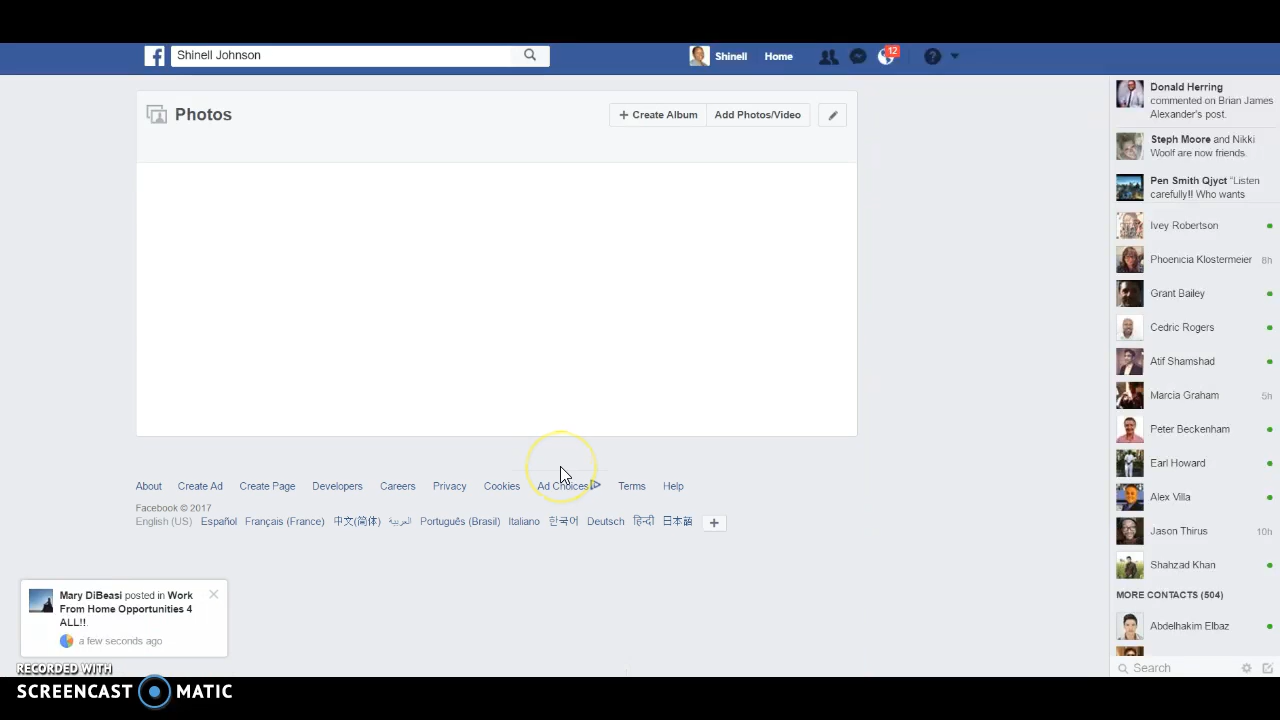 Shinell Johnson
Shinell
Home
12
Photos
+ Create Album
Add Photos/Video
Donald Herring
commented on Brian James
Alexander's post.
Steph Moore and Nikki
Woolf are now friends.
Pen Smith Qjyct "Listen
carefully!! Who wants
Ivey Robertson
Phoenicia Klostermeier 8h
Grant Bailey
Cedric Rogers
Atif Shamshad
Marcia Graham 5h
Peter Beckenham
Earl Howard
Alex Villa
Jason Thirus 10h
Shahzad Khan
MORE CONTACTS (504)
Abdelhakim Elbaz
Search
About Create Ad Create Page Developers Careers Privacy Cookies Ad Choices Terms Help
Facebook © 2017
English (US) Español Français (France) 中文(简体) العربية Português (Brasil) Italiano 한국어 Deutsch हिन्दी 日本語 +
Mary DiBeasi posted in Work
From Home Opportunities 4
ALL!!.
a few seconds ago
RECORDED WITH
SCREENCAST MATIC